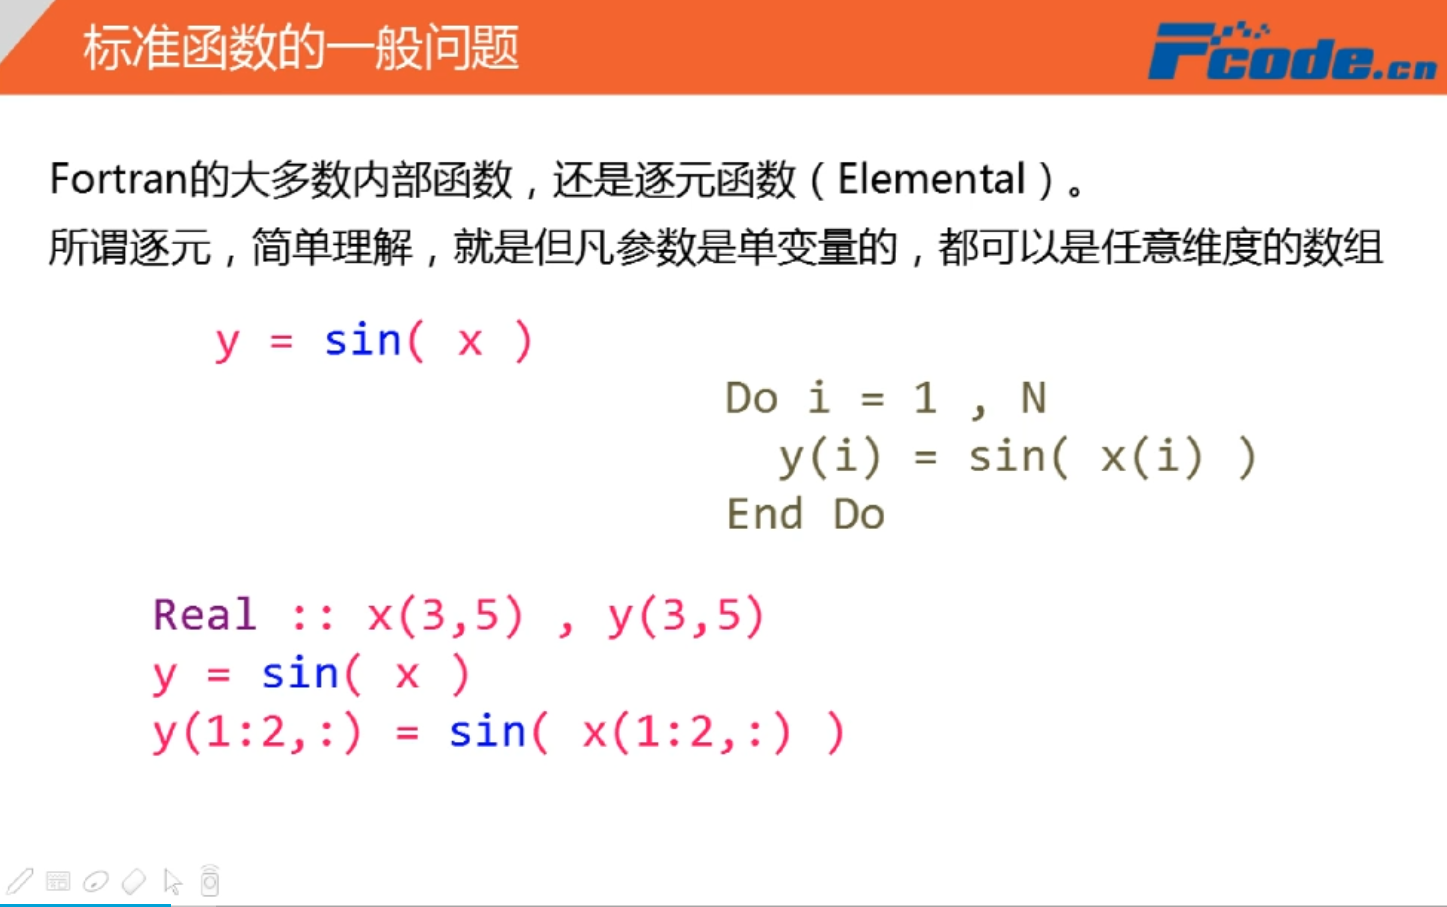 标准函数的一般问题
Fcode.cn
Fortran的大多数内部函数，还是逐元函数（Elemental）。
所谓逐元，简单理解，就是但凡参数是单变量的，都可以是任意维度的数组
y = sin( x )
Do i = 1 , N
y(i) = sin( x(i) )
End Do
Real :: x(3,5) , y(3,5)
y = sin( x )
y(1:2,:) = sin( x(1:2,:) )